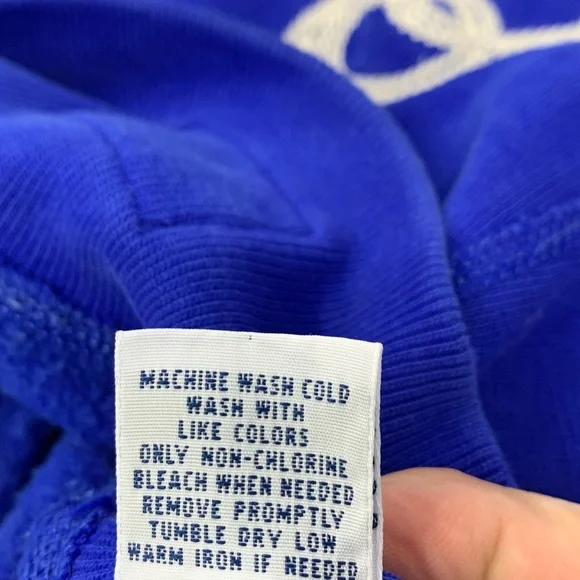 MACHINE WASH COLD
WASH WITH
LIKE COLORS
ONLY NON-CHLORINE
BLEACH WHEN NEEDED
REMOVE PROMPTLY
TUMBLE DRY LOW
WARM IRON IF NEEDED